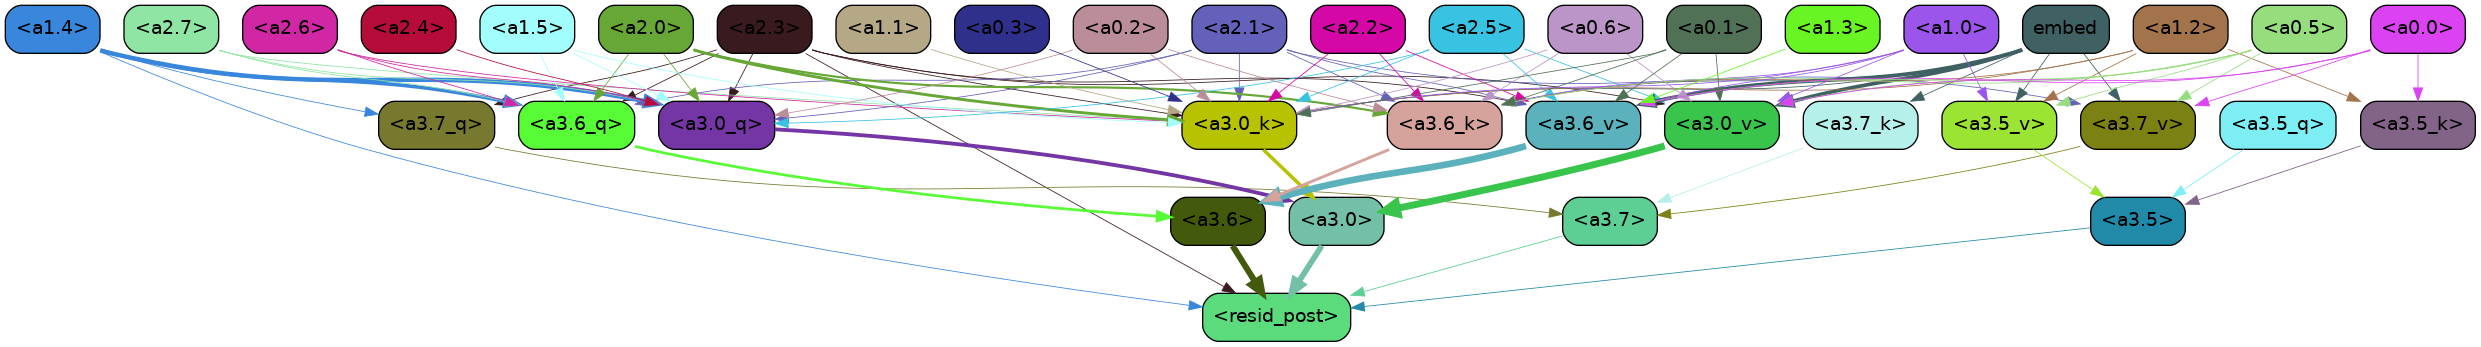 <a1.4> <a2.7> <a2.6> <a2.4> <a1.5> <a2.0> <a2.3> <a1.1> <a0.3> <a0.2> <a2.1> <a2.2> <a2.5> <a0.6> <a0.1> <a1.3> <a1.0> embed <a1.2> <a0.5> <a0.0>
<a3.7_q> <a3.6_q> <a3.0_q> <a3.0_k> <a3.6_k> <a3.6_v> <a3.0_v> <a3.7_k> <a3.5_v> <a3.7_v> <a3.5_q> <a3.5_k>
<a3.6> <a3.0> <a3.7> <a3.5>
<resid_post>